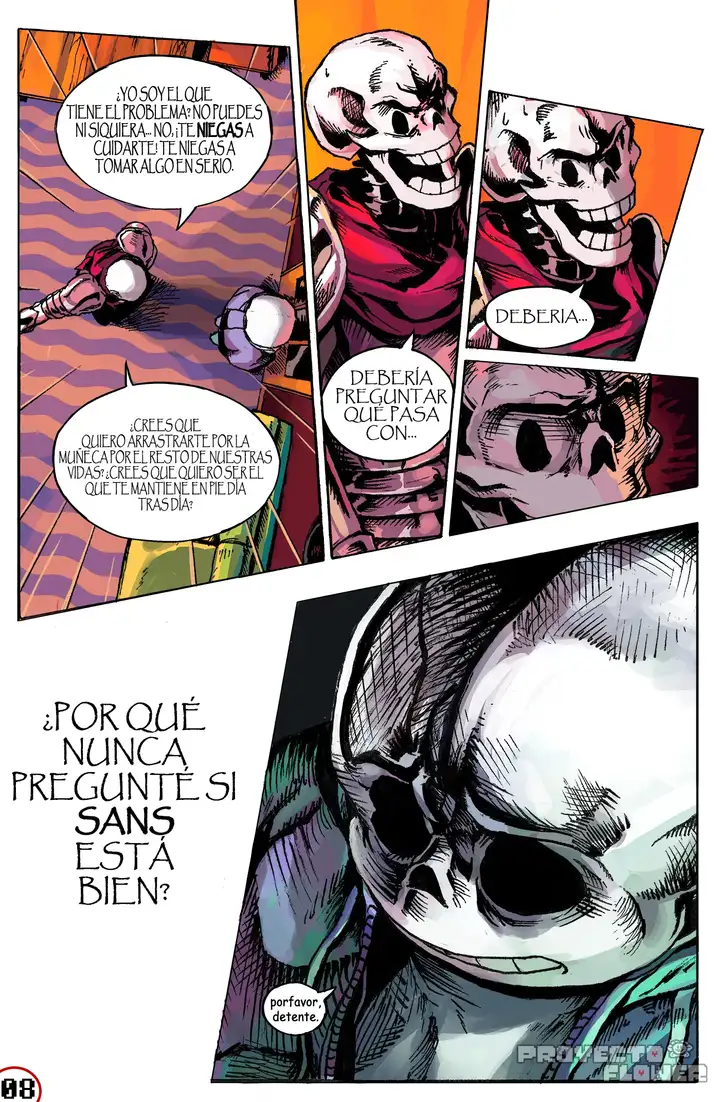 ¿YO SOY EL QUE
TIENE EL PROBLEMA? NO PUEDES
NI SIQUIERA... NO, ¡TE NIEGAS A
CUIDARTE! TE NIEGAS A
TOMAR ALGO EN SERIO.
¿CREES QUE
QUIERO ARRASTRARTE POR LA
MUÑECA POR EL RESTO DE NUESTRAS
VIDAS? ¿CREES QUE QUIERO SER EL
QUE TE MANTIENE EN PIE DÍA
TRAS DÍA?
DEBERÍA
PREGUNTAR
QUÉ PASA
CON...
DEBERIA...
¿POR QUÉ
NUNCA
PREGUNTÉ SI
SANS
ESTÁ
BIEN?
porfavor,
detente.
PROYECTO
FLOWER
08